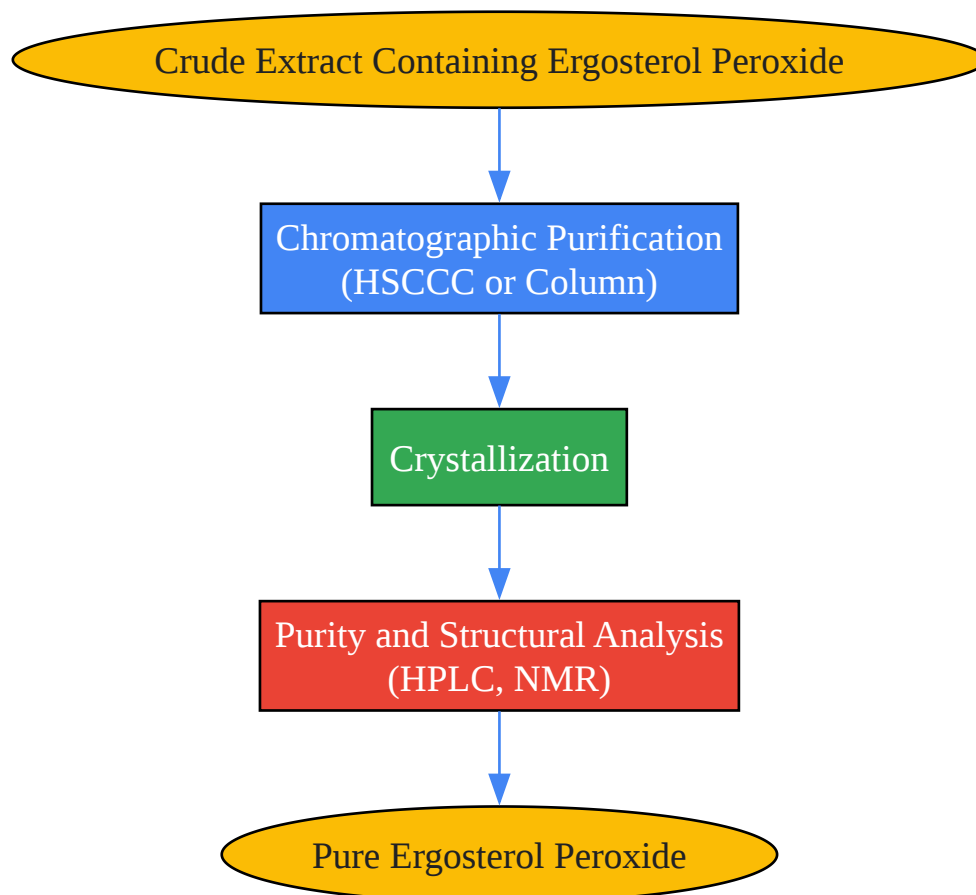 Crude Extract Containing Ergosterol Peroxide
Chromatographic Purification
(HSCCC or Column)
Crystallization
Purity and Structural Analysis
(HPLC, NMR)
Pure Ergosterol Peroxide